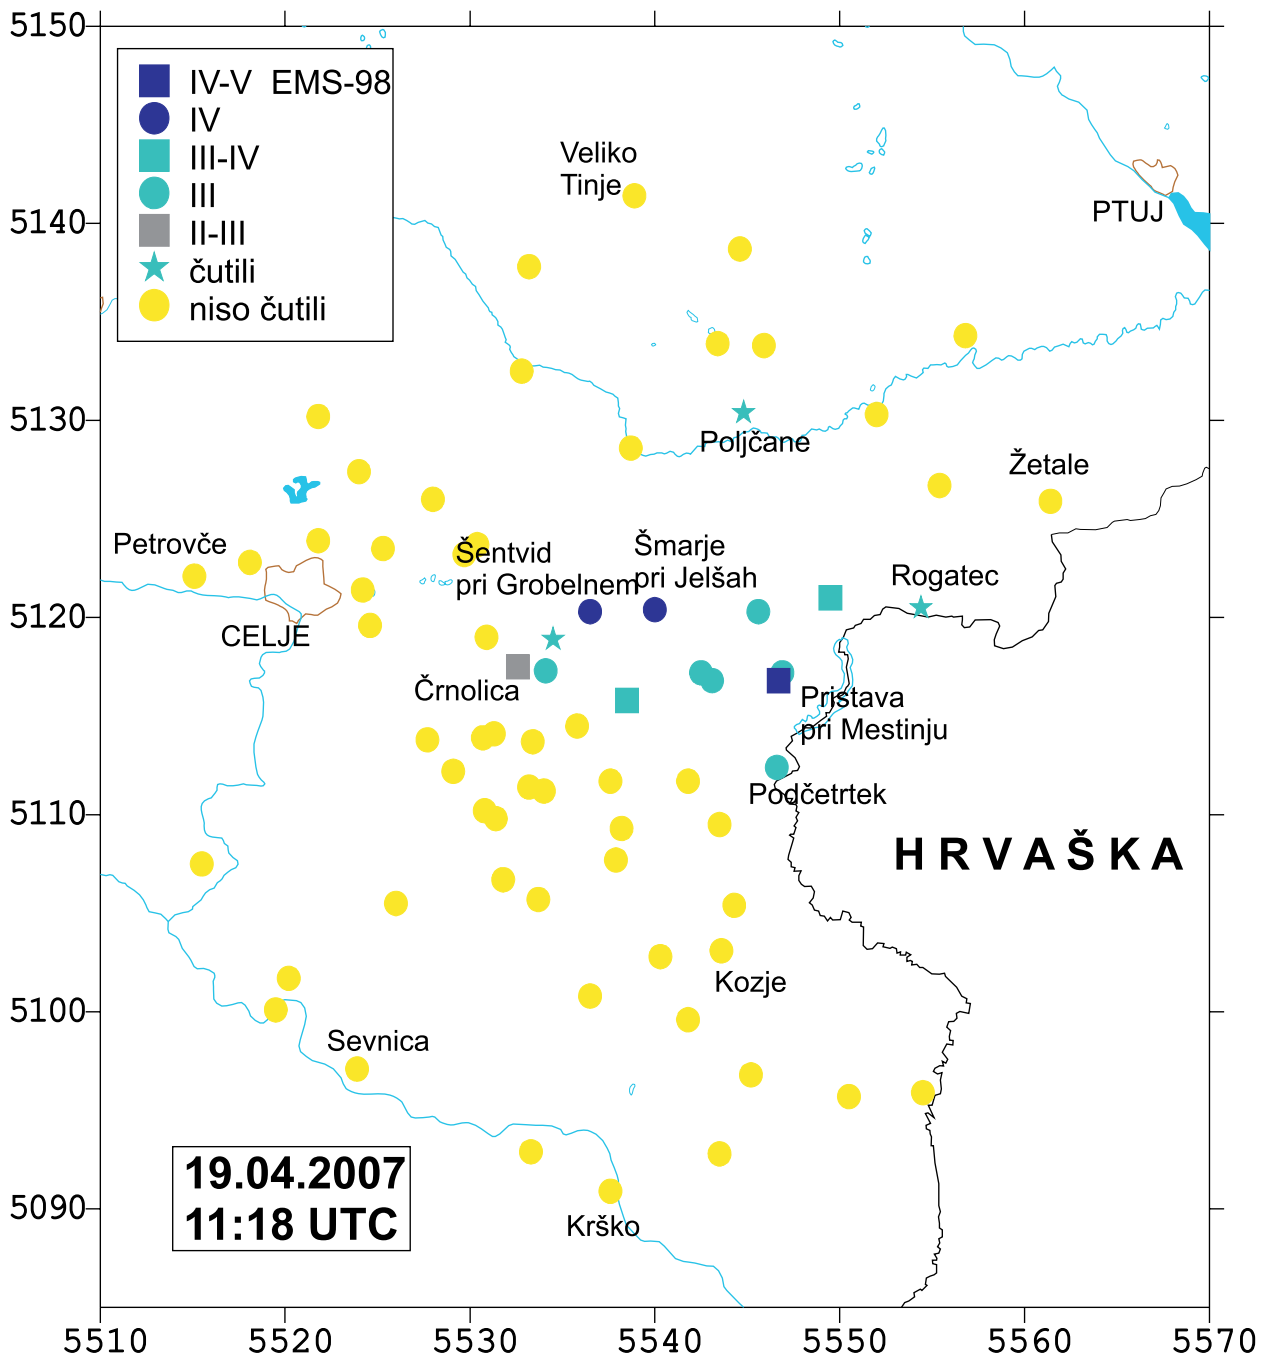 5150
IV-V EMS-98
IV
III-IV
III
II-III
čutili
niso čutili
Veliko
Tinje
PTUJ
5140
5130
Poljčane
Žetale
Petrovče
Šentvid
pri Grobelnem
Šmarje
pri Jelšah
Rogatec
5120
CELJE
Črnolica
Pristava
pri Mestinju
Podčetrtek
5110
HRVAŠKA
Kozje
5100
Sevnica
19.04.2007
11:18 UTC
5090
Krško
5510 5520 5530 5540 5550 5560 5570